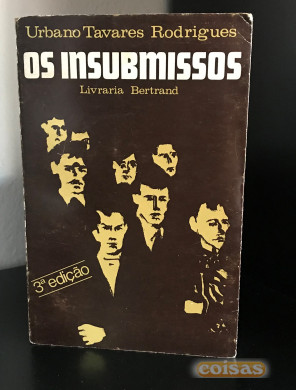 Urbano Tavares Rodrigues
OS INSUBMISSOS
Livraria Bertrand
3ª edição
coisas